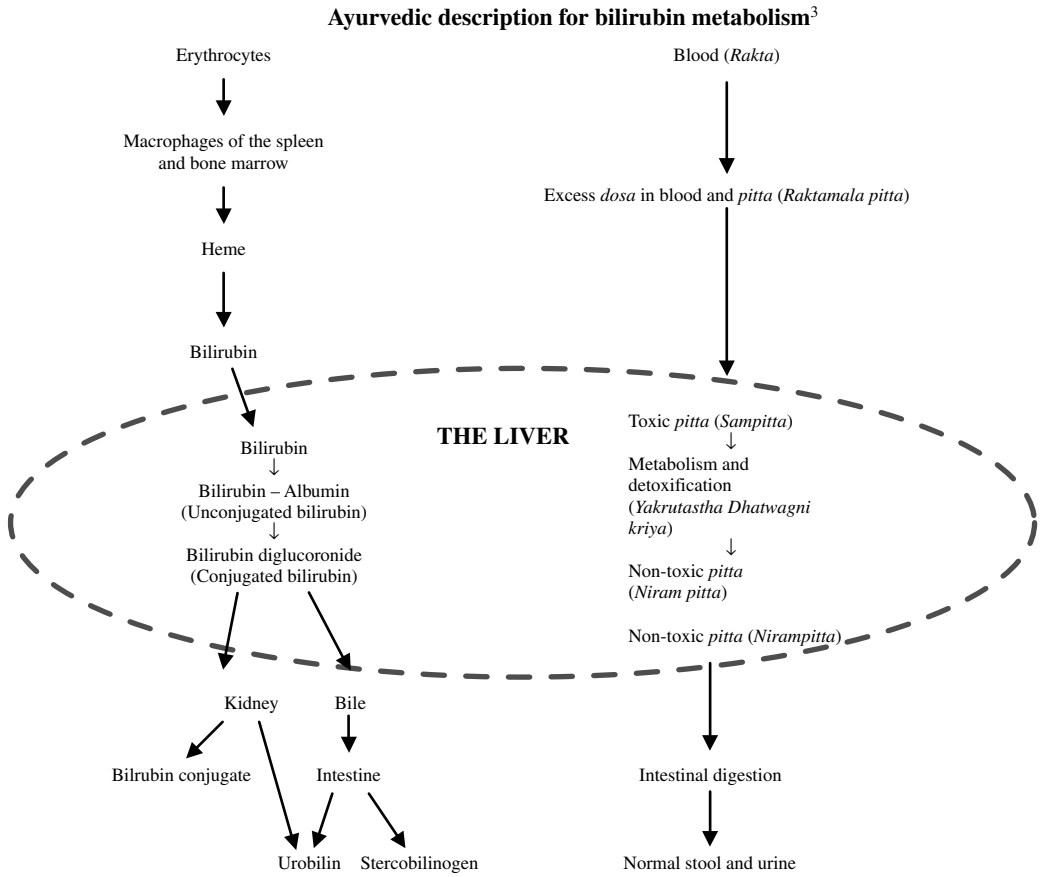 Ayurvedic description for bilirubin metabolism3
Erythrocytes
Macrophages of the spleen
and bone marrow
Heme
Bilirubin
Blood (Rakta)
Excess dosa in blood and pitta (Raktamala pitta)
THE LIVER
Bilirubin
↓
Bilirubin – Albumin
(Unconjugated bilirubin)
↓
Bilirubin diglucoronide
(Conjugated bilirubin)
Toxic pitta (Sampitta)
↓
Metabolism and
detoxification
(Yakrutastha Dhatwagni
kriya)
↓
Non-toxic pitta
(Niram pitta)
Non-toxic pitta (Nirampitta)
Kidney
Bile
Bilrubin conjugate
Intestine
Urobilin
Stercobilinogen
Intestinal digestion
Normal stool and urine